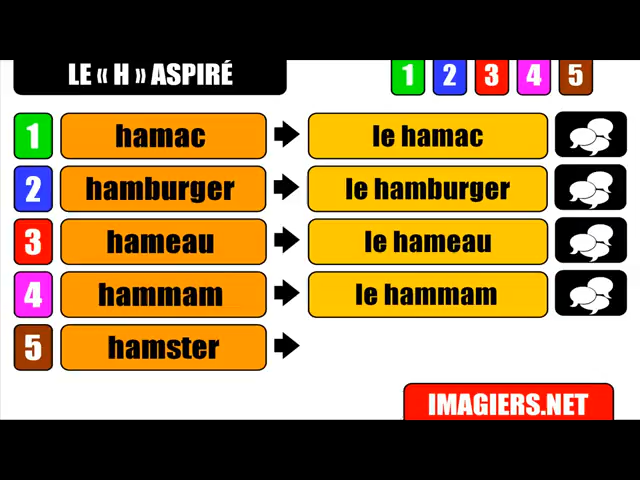 LE « H » ASPIRÉ
1 2 3 4 5
1 hamac le hamac
2 hamburger le hamburger
3 hameau le hameau
4 hammam le hammam
5 hamster
IMAGIERS.NET